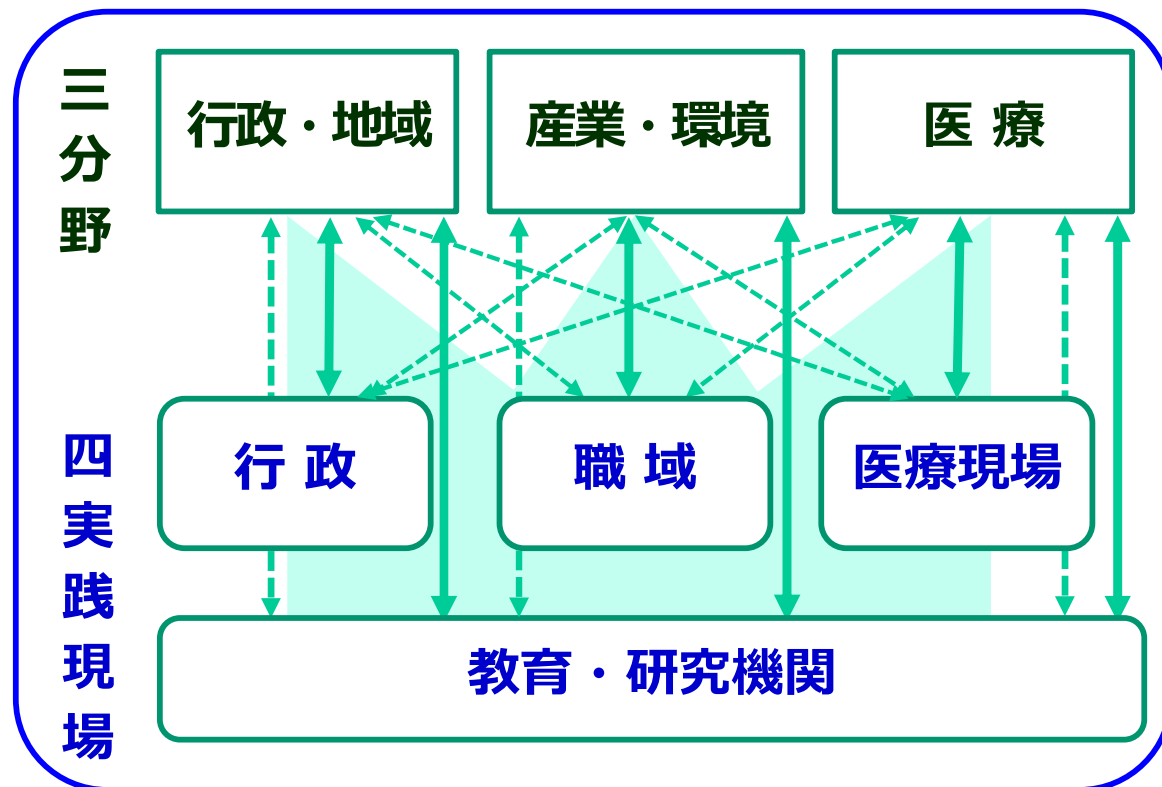 三分野
行政・地域
産業・環境
医 療
四実践現場
行 政
職 域
医療現場
教育・研究機関